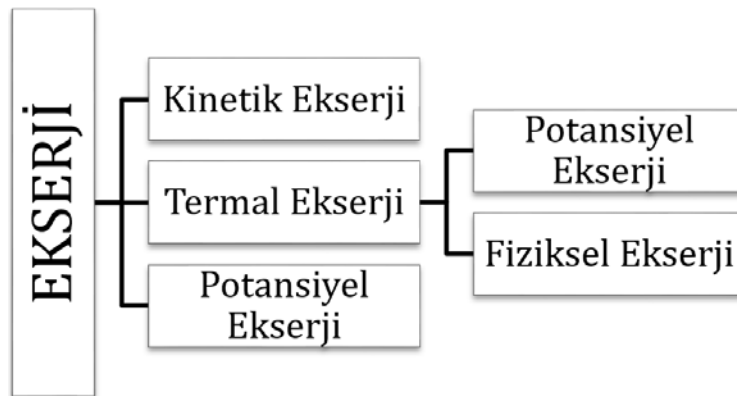 EKSERJİ
Kinetik Ekserji
Termal Ekserji
Potansiyel
Ekserji
Potansiyel
Ekserji
Fiziksel Ekserji